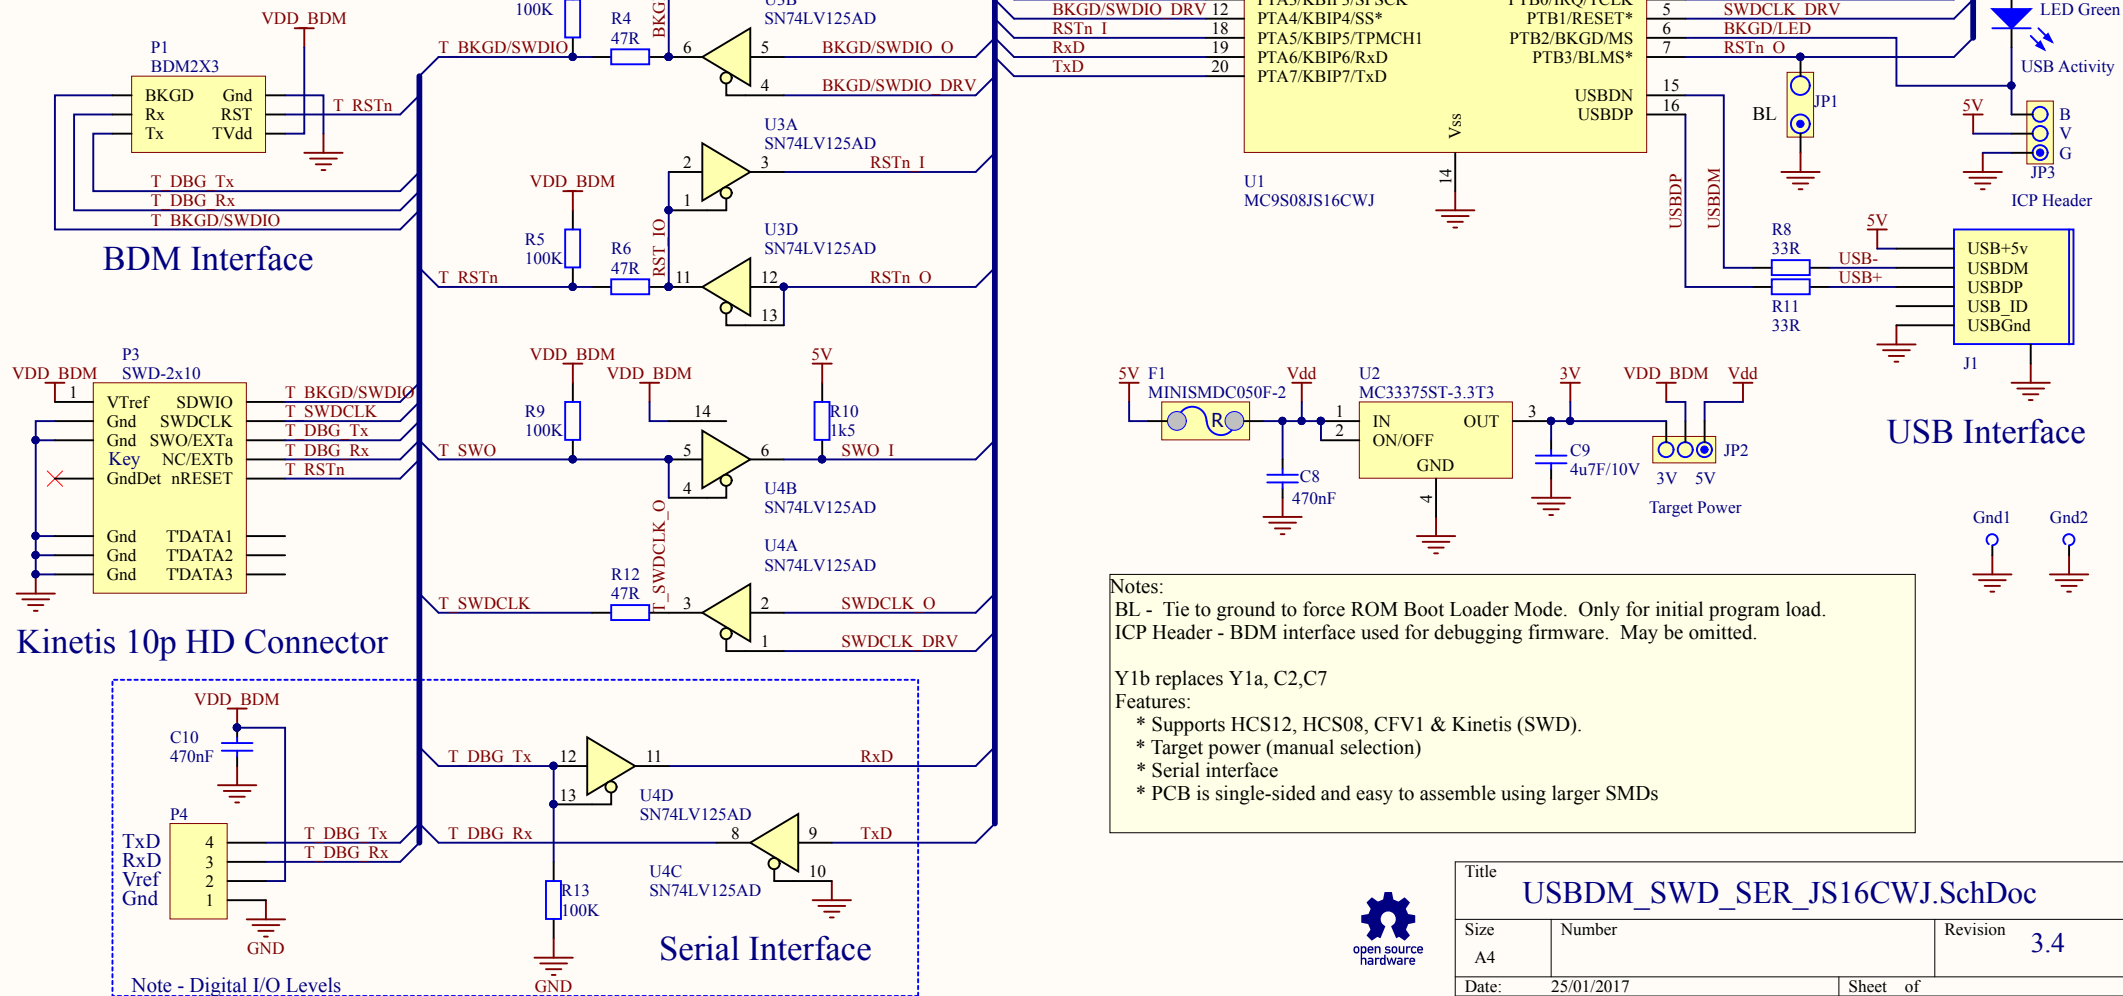 VDD_BDM
100K
R4
47R
BKG
U3B
SN74LV125AD
T_BKGD/SWDIO
6
5
BKGD/SWDIO_O
4
BKGD/SWDIO_DRV
P1
BDM2X3
BKGD
Rx
Tx
Gnd
RST
TVdd
T_RSTn
T_DBG_Tx
T_DBG_Rx
T_BKGD/SWDIO
BDM Interface
U3A
SN74LV125AD
2
3
RSTn_I
1
VDD_BDM
R5
100K
R6
47R
RST_IO
U3D
SN74LV125AD
T_RSTn
11
12
RSTn_O
13
BKGD/SWDIO_DRV
12
RSTn_I
18
RxD
19
TxD
20
PTA3/KBIP3/SPSCK
PTA4/KBIP4/SS*
PTA5/KBIP5/TPMCH1
PTA6/KBIP6/RxD
PTA7/KBIP7/TxD
PTB0/IRQ/TCLK
PTB1/RESET*
PTB2/BKGD/MS
PTB3/BLMS*
USBDN
USBDP
Vss
14
5
SWDCLK_DRV
6
BKGD/LED
7
RSTn_O
15
16
U1
MC9S08JS16CWJ
USBDP
USBDM
LED Green
USB Activity
BL
JP1
5V
B
V
G
JP3
ICP Header
R8
33R
R11
33R
USB-
USB+
5V
USB+5v
USBDM
USBDP
USB_ID
USBGnd
J1
USB Interface
P3
SWD-2x10
VDD_BDM
1
VTref
Gnd
Gnd
Key
GndDet
Gnd
Gnd
Gnd
SDWIO
SWDCLK
SWO/EXTa
NC/EXTb
nRESET
T'DATA1
T'DATA2
T'DATA3
T_BKGD/SWDIO
T_SWDCLK
T_DBG_Tx
T_DBG_Rx
T_RSTn
Kinetis 10p HD Connector
VDD_BDM
VDD_BDM
5V
R9
100K
14
R10
1k5
T_SWO
5
6
SWO_I
4
U4B
SN74LV125AD
T_SWDCLK_O
U4A
SN74LV125AD
R12
47R
T_SWDCLK
3
2
SWDCLK_O
1
SWDCLK_DRV
5V
F1
MINISMDC050F-2
R
Vdd
U2
MC33375ST-3.3T3
1
2
IN
ON/OFF
OUT
GND
3
4
C8
470nF
3V
C9
4u7F/10V
VDD_BDM
Vdd
JP2
3V
5V
Target Power
Gnd1
Gnd2
VDD_BDM
C10
470nF
P4
TxD
RxD
Vref
Gnd
4
3
2
1
T_DBG_Tx
T_DBG_Rx
GND
Note - Digital I/O Levels
T_DBG_Tx
12
11
RxD
13
U4D
SN74LV125AD
T_DBG_Rx
8
9
TxD
10
U4C
SN74LV125AD
R13
100K
GND
Serial Interface
Notes:
BL - Tie to ground to force ROM Boot Loader Mode. Only for initial program load.
ICP Header - BDM interface used for debugging firmware. May be omitted.
Y1b replaces Y1a, C2,C7
Features:
* Supports HCS12, HCS08, CFV1 & Kinetis (SWD).
* Target power (manual selection)
* Serial interface
* PCB is single-sided and easy to assemble using larger SMDs
open source
hardware
Title
USBDM_SWD_SER_JS16CWJ.SchDoc
Size
A4
Number
Revision
3.4
Date:
25/01/2017
Sheet of